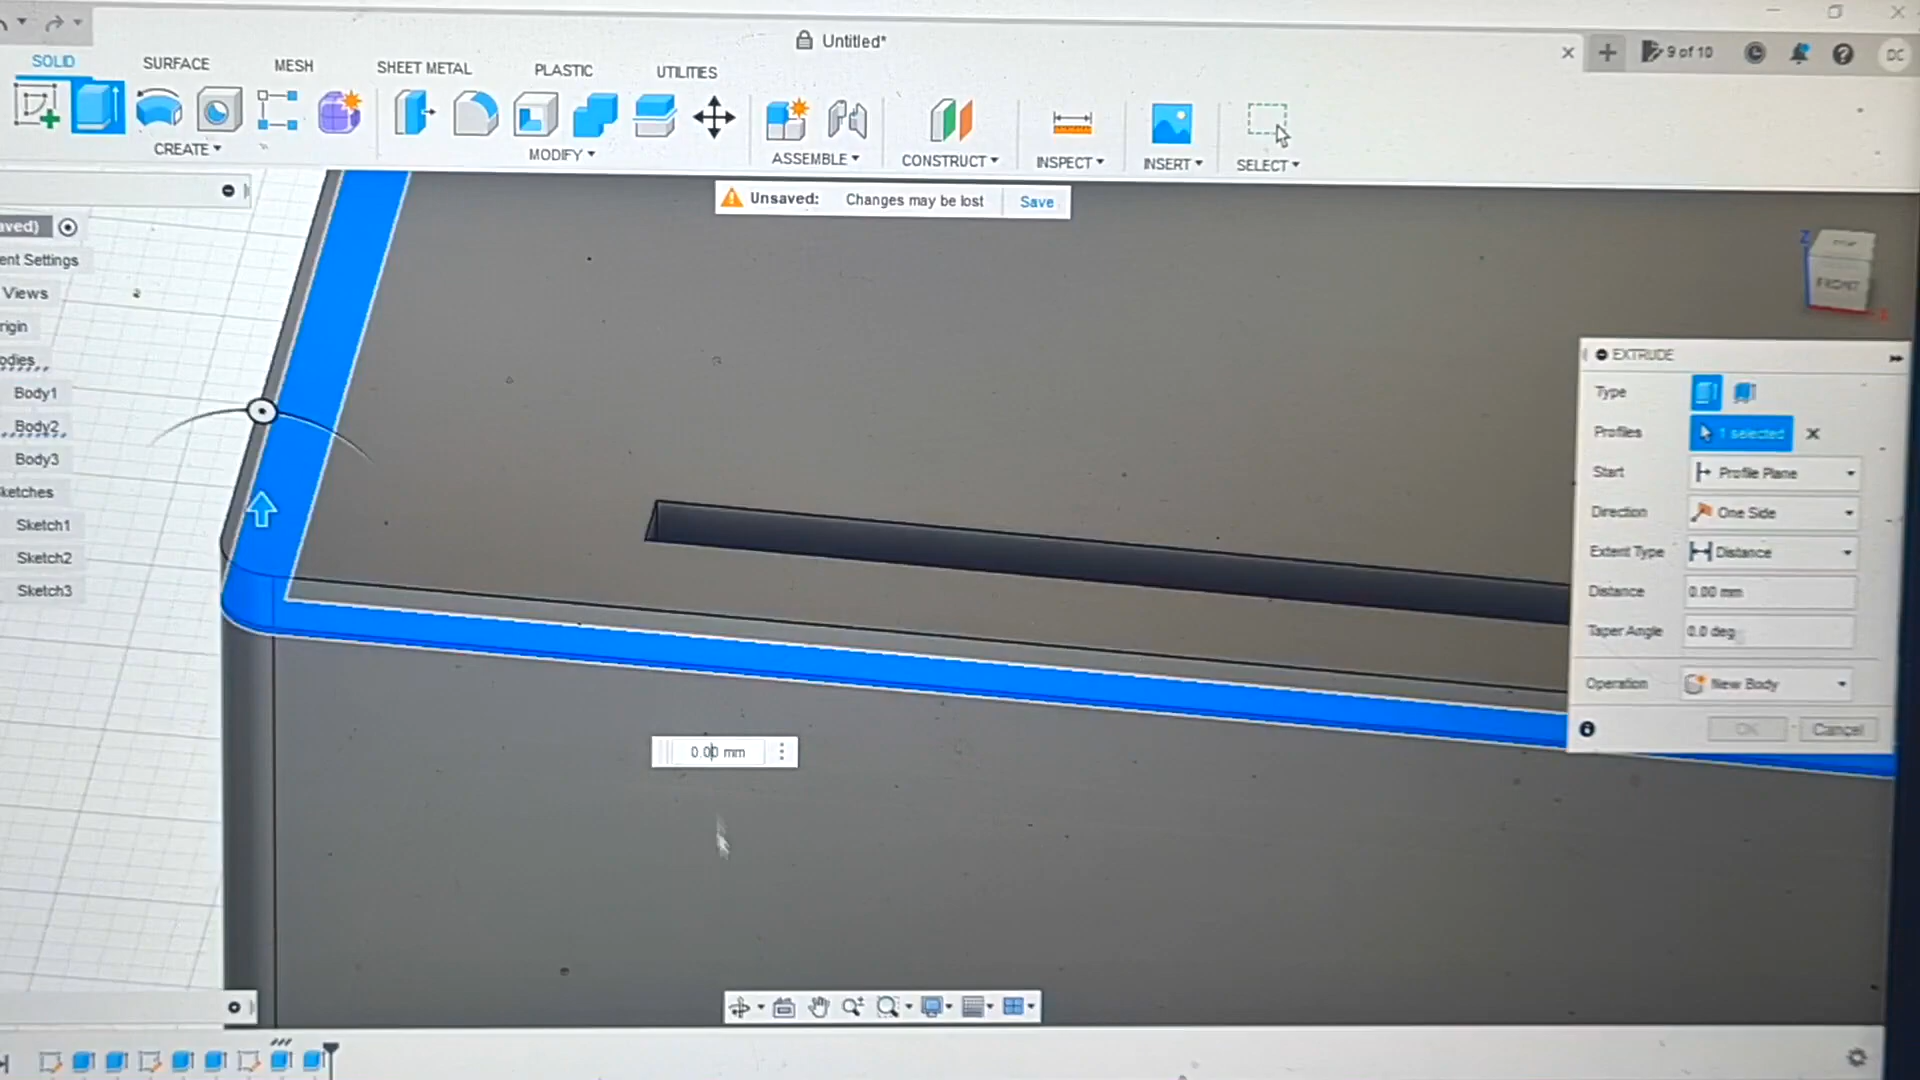 Untitled*
9 of 10
DC
SOLID
SURFACE
MESH
SHEET METAL
PLASTIC
UTILITIES
CREATE
MODIFY
ASSEMBLE
CONSTRUCT
INSPECT
INSERT
SELECT
Unsaved: Changes may be lost Save
aved)
ent Settings
Views
rigin
odies
Body1
Body2
Body3
ketches
Sketch1
Sketch2
Sketch3
Z
FRONT
EXTRUDE
Type
Profiles 1 selected
Start Profile Plane
Direction One Side
Extent Type Distance
Distance 0.00 mm
Taper Angle 0.0 deg
Operation New Body
OK Cancel
0.00 mm